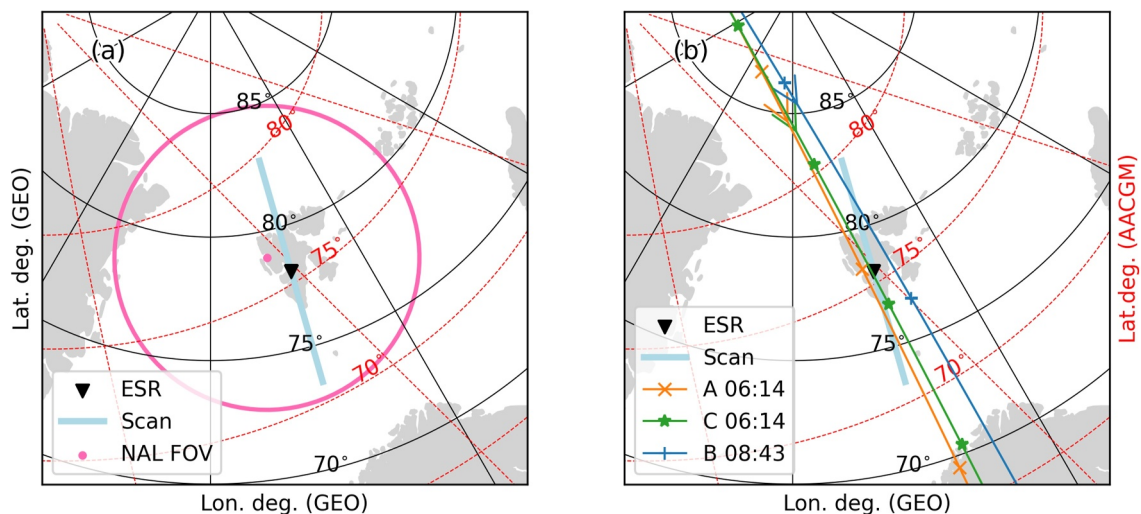 (a)
85°
80°
80°
75°
75°
70°
70°
ESR
Scan
NAL FOV
Lat. deg. (GEO)
Lon. deg. (GEO)
(b)
85°
80°
80°
75°
75°
70°
70°
ESR
Scan
A 06:14
C 06:14
B 08:43
Lon. deg. (GEO)
Lat.deg. (AACGM)